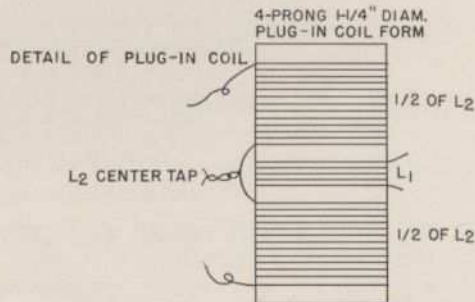 4-PRONG 1-1/4" DIAM.
PLUG-IN COIL FORM
DETAIL OF PLUG-IN COIL
1/2 OF L2
L2 CENTER TAP
L1
1/2 OF L2